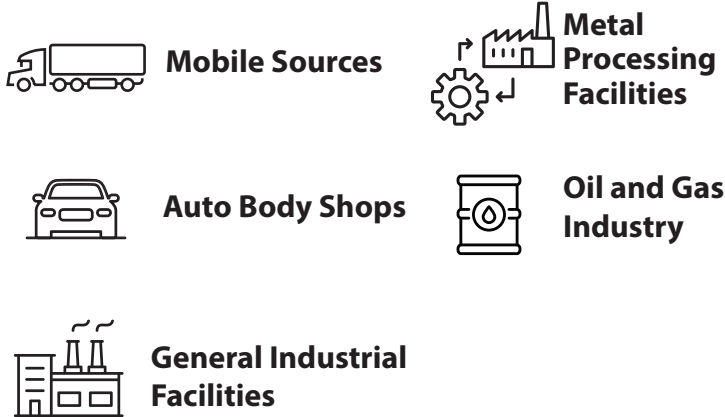 Mobile Sources
Metal
Processing
Facilities
Auto Body Shops
Oil and Gas
Industry
General Industrial
Facilities